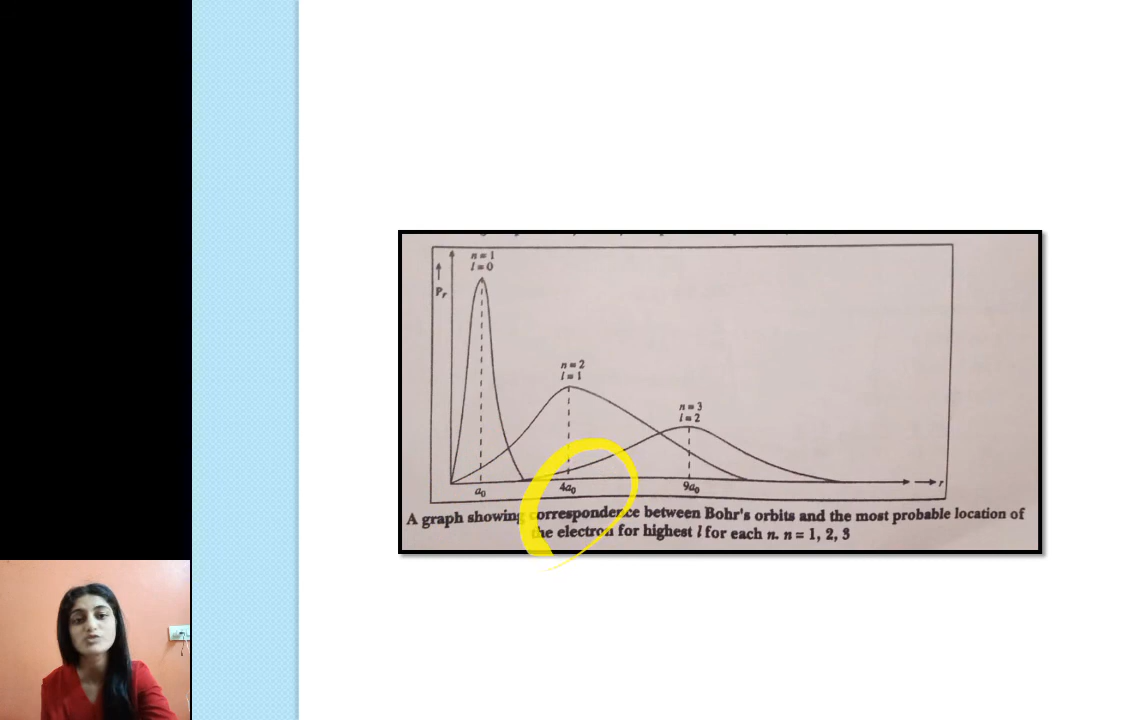 n = 1
l = 0
Pr
n = 2
l = 1
n = 3
l = 2
a0
4a0
9a0
r
A graph showing correspondence between Bohr's orbits and the most probable location of
the electron for highest l for each n. n = 1, 2, 3